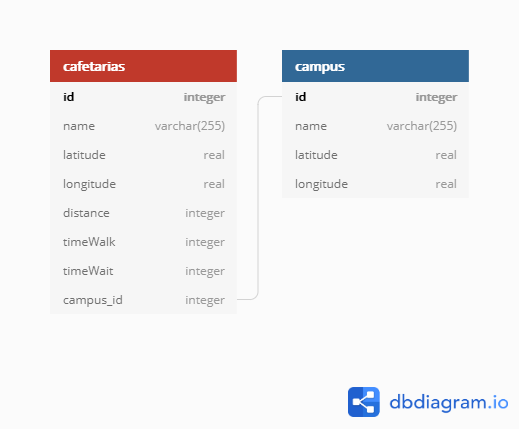 cafetarias
id integer
name varchar(255)
latitude real
longitude real
distance integer
timeWalk integer
timeWait integer
campus_id integer
campus
id integer
name varchar(255)
latitude real
longitude real
dbdiagram.io